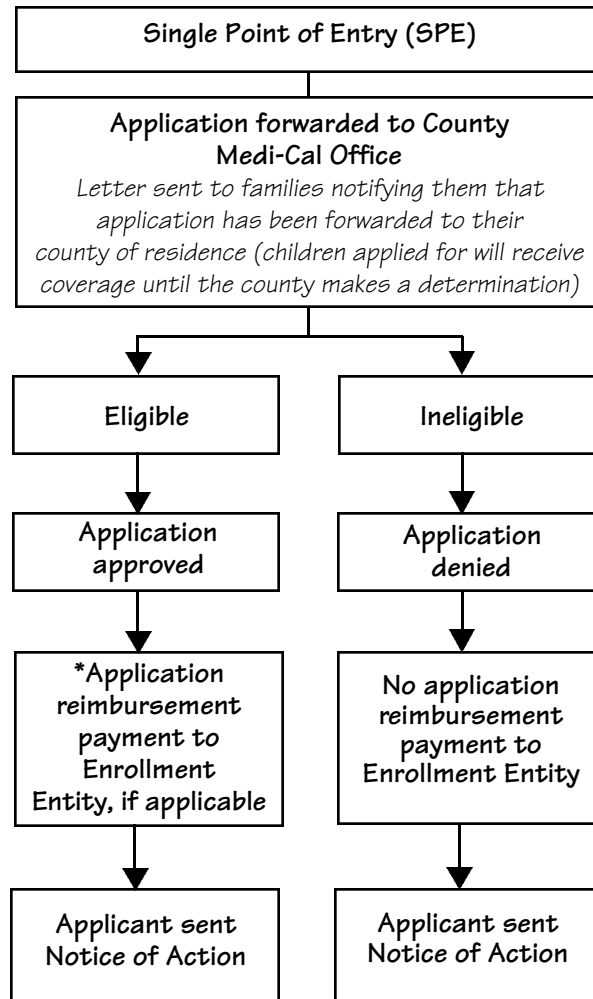 Single Point of Entry (SPE)
Application forwarded to County
Medi-Cal Office
Letter sent to families notifying them that
application has been forwarded to their
county of residence (children applied for will receive
coverage until the county makes a determination)
Eligible
Ineligible
Application
approved
Application
denied
*Application
reimbursement
payment to
Enrollment
Entity, if applicable
No application
reimbursement
payment to
Enrollment Entity
Applicant sent
Notice of Action
Applicant sent
Notice of Action